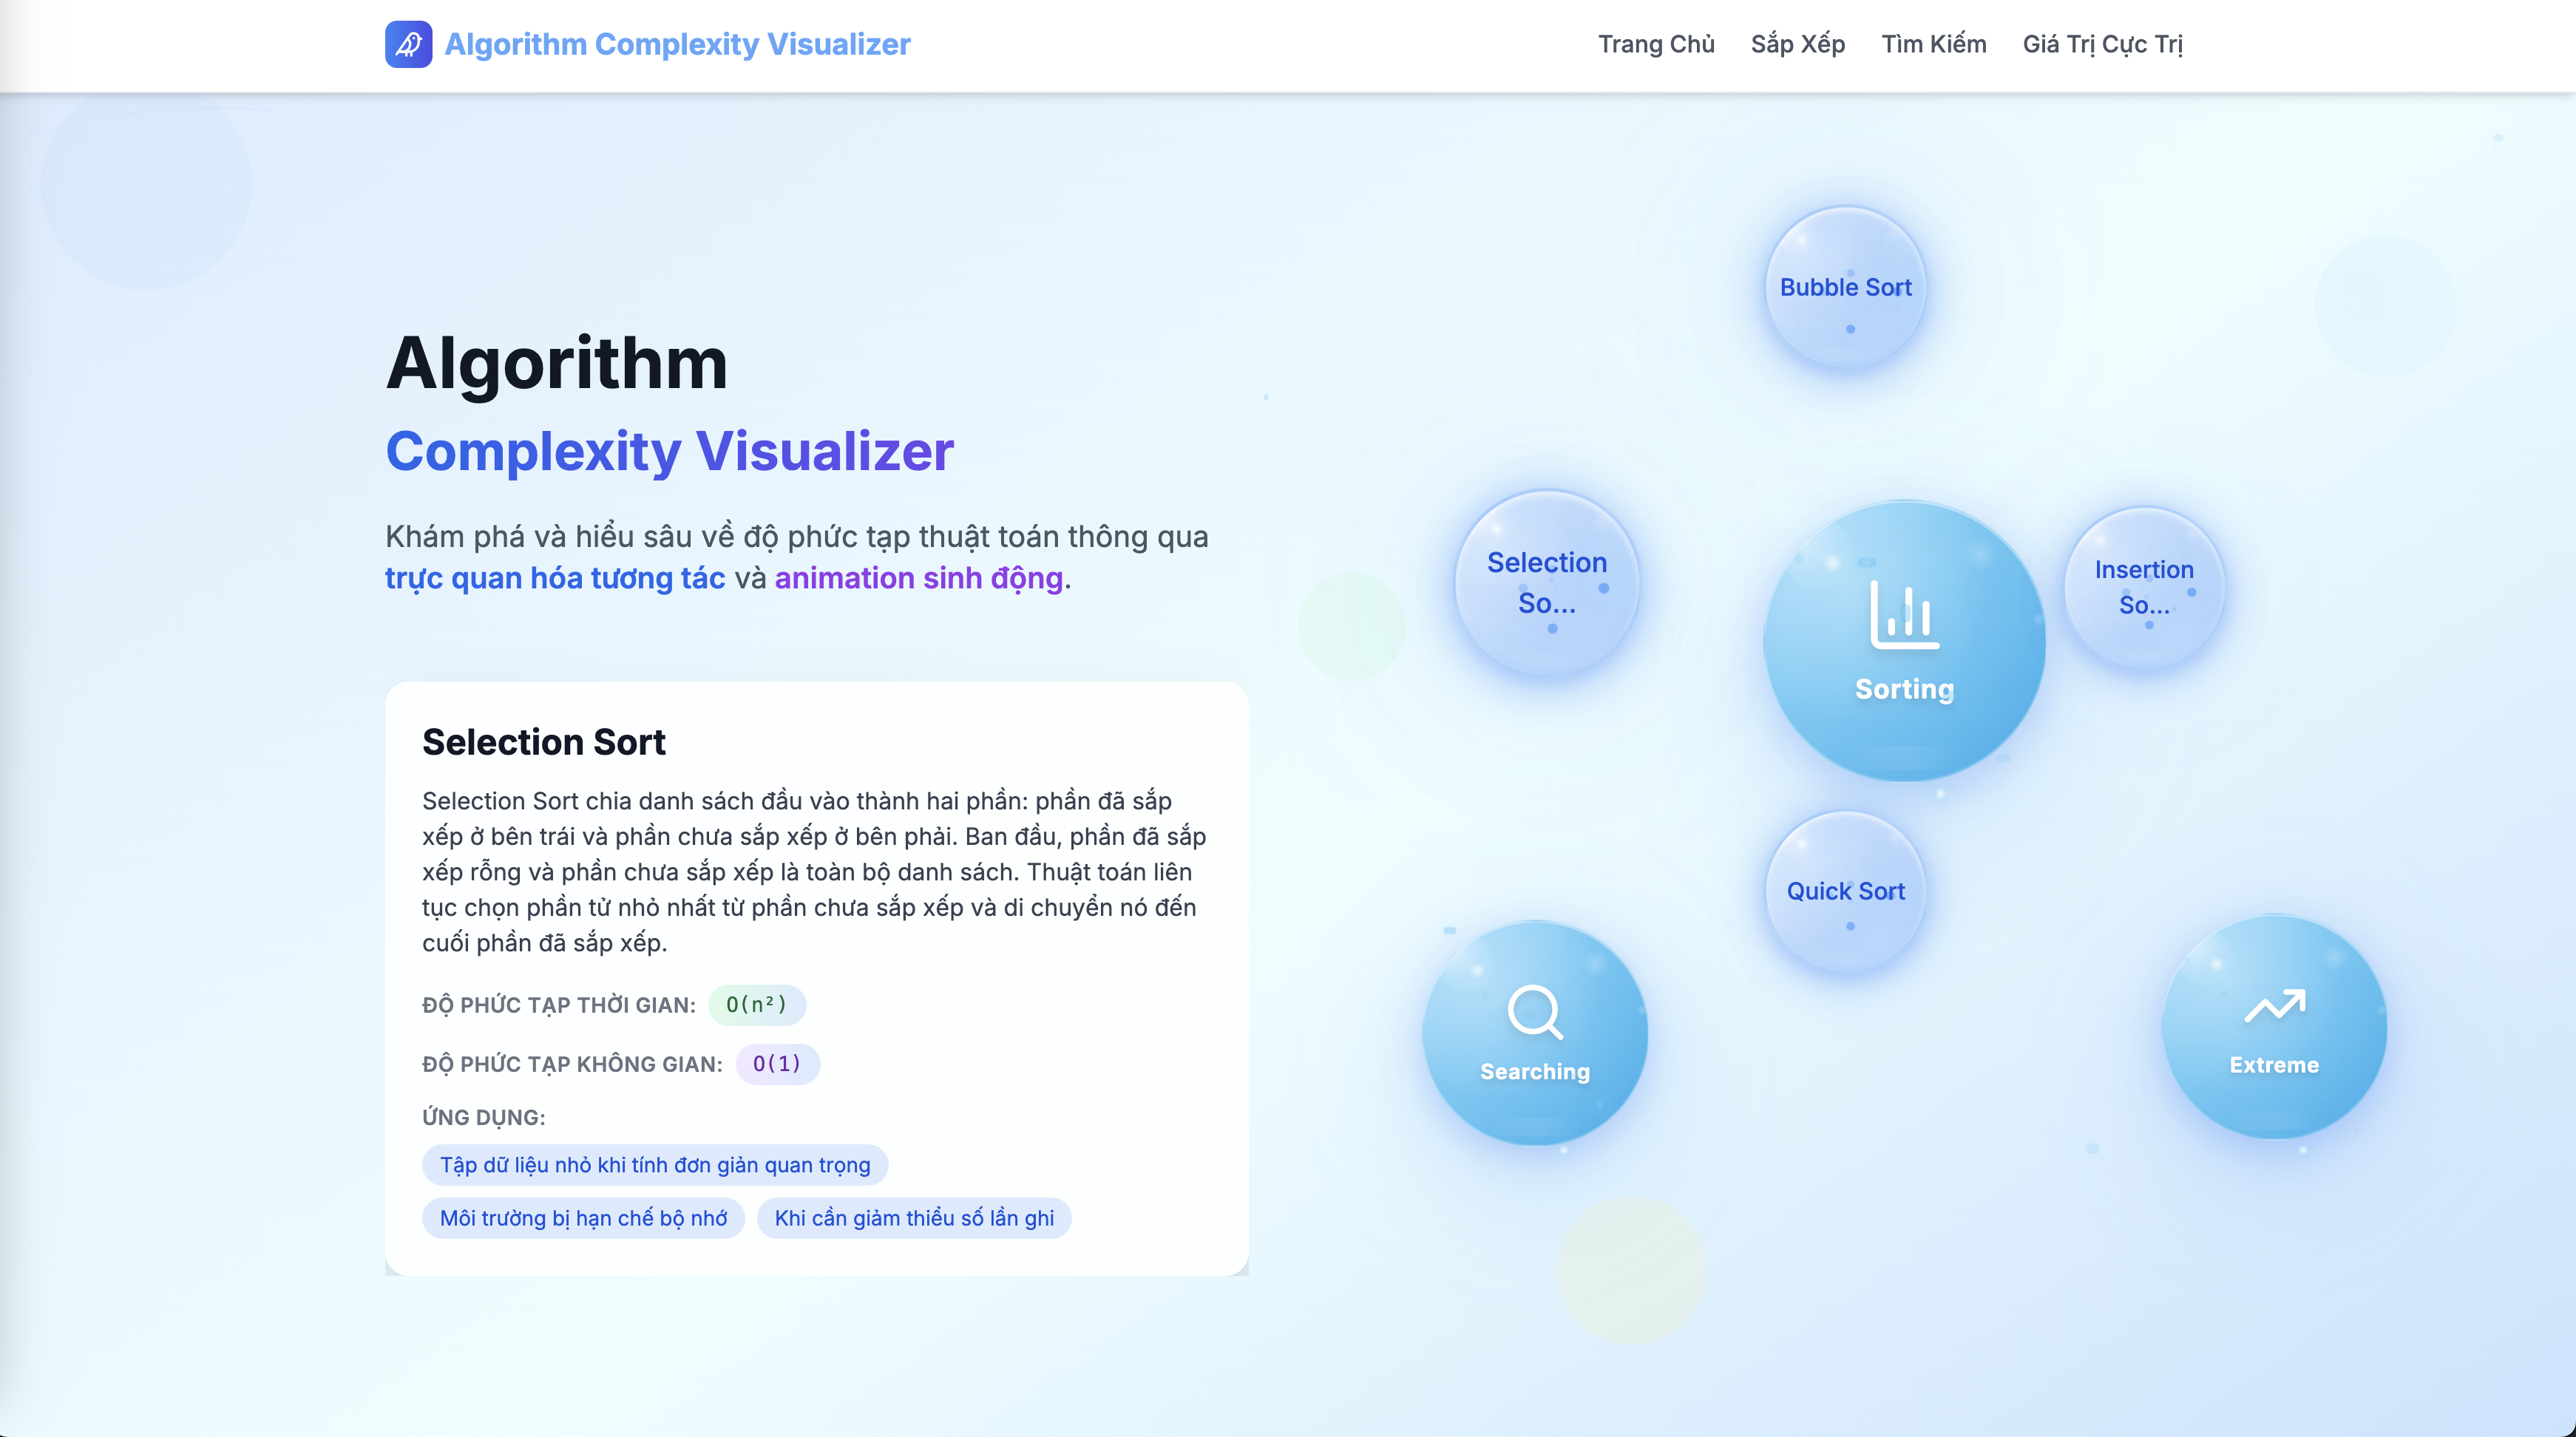 Algorithm Complexity Visualizer
Trang Chủ
Sắp Xếp
Tìm Kiếm
Giá Trị Cực Trị
Algorithm
Complexity Visualizer
Khám phá và hiểu sâu về độ phức tạp thuật toán thông qua
trực quan hóa tương tác và animation sinh động.
Selection Sort
Selection Sort chia danh sách đầu vào thành hai phần: phần đã sắp
xếp ở bên trái và phần chưa sắp xếp ở bên phải. Ban đầu, phần đã sắp
xếp rỗng và phần chưa sắp xếp là toàn bộ danh sách. Thuật toán liên
tục chọn phần tử nhỏ nhất từ phần chưa sắp xếp và di chuyển nó đến
cuối phần đã sắp xếp.
ĐỘ PHỨC TẠP THỜI GIAN: O(n²)
ĐỘ PHỨC TẠP KHÔNG GIAN: O(1)
ỨNG DỤNG:
Tập dữ liệu nhỏ khi tính đơn giản quan trọng
Môi trường bị hạn chế bộ nhớ
Khi cần giảm thiểu số lần ghi
Bubble Sort
Selection
So...
Sorting
Insertion
So...
Quick Sort
Searching
Extreme